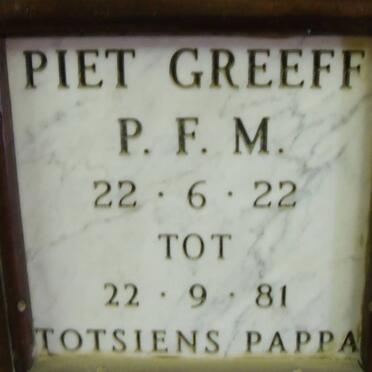 PIET GREEFF
P. F. M.
22 · 6 · 22
TOT
22 · 9 · 81
TOTSIENS PAPPA